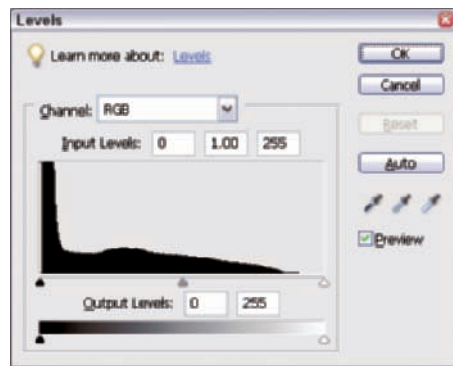 Levels
Learn more about: Levels
OK
Cancel
Reset
Auto
Preview
Channel: RGB
Input Levels: 0 1.00 255
Output Levels: 0 255